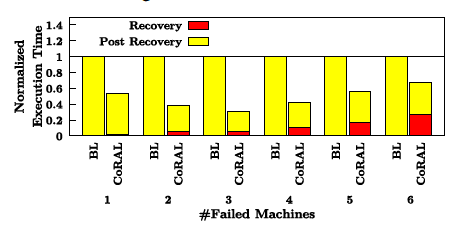 Recovery
Post Recovery
Normalized
Execution Time
1.4
1.2
1
0.8
0.6
0.4
0.2
0
BL CoRAL BL CoRAL BL CoRAL BL CoRAL BL CoRAL BL CoRAL
1 2 3 4 5 6
#Failed Machines